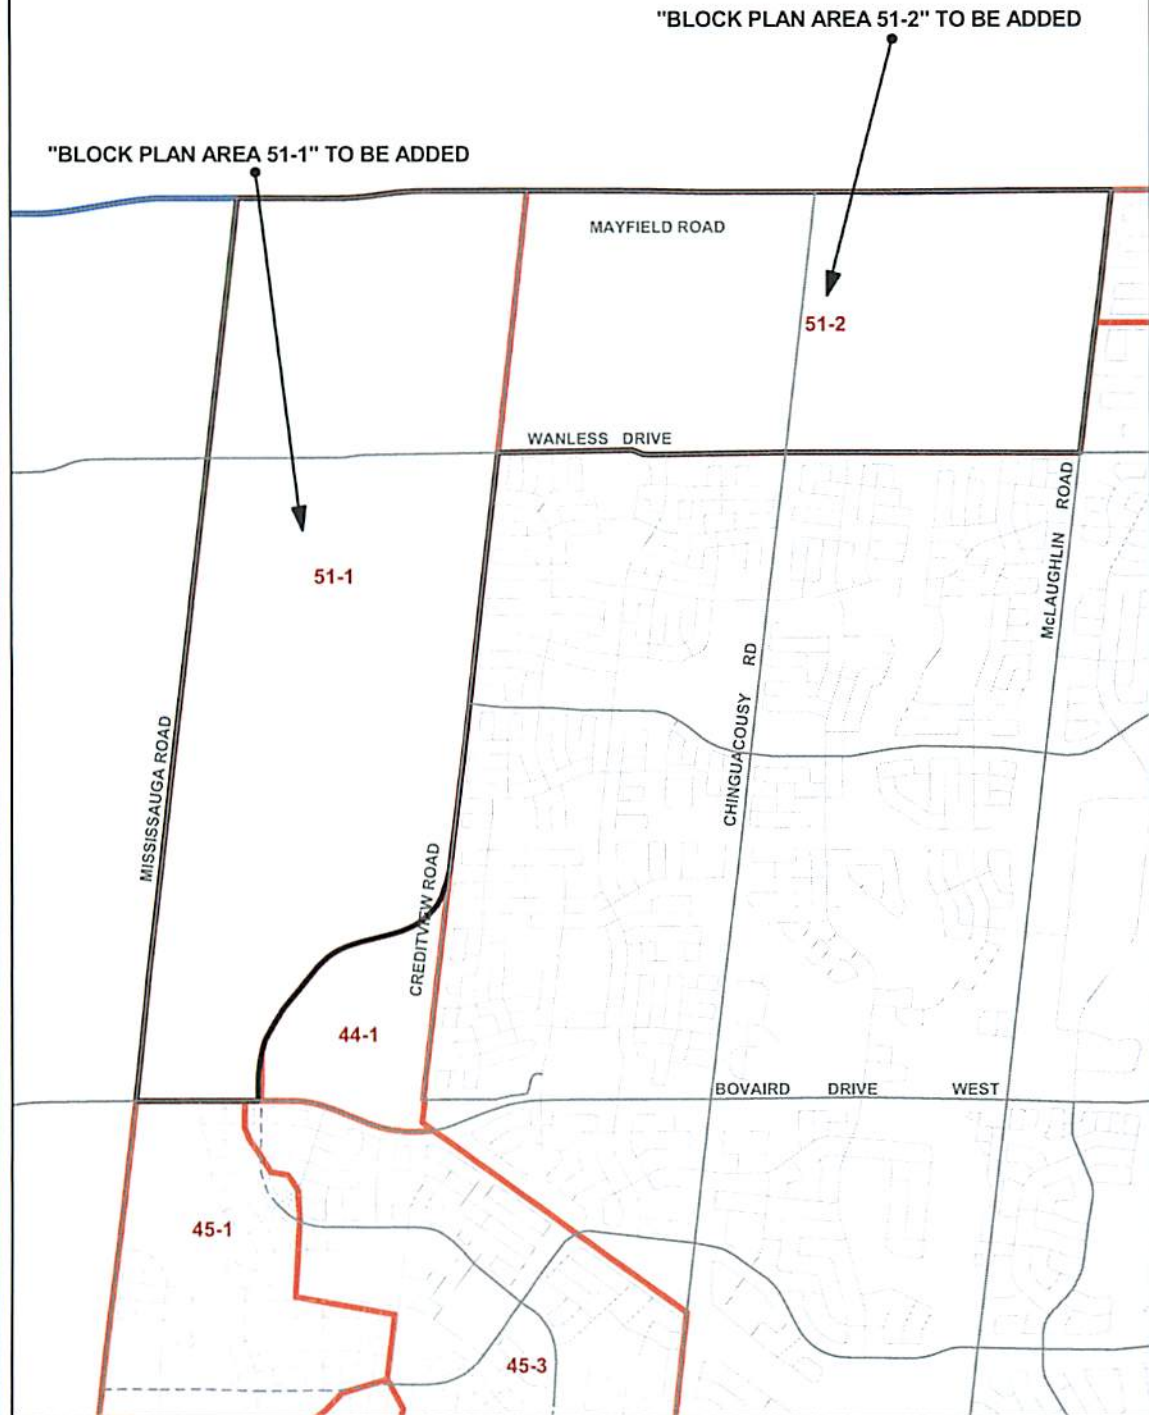 "BLOCK PLAN AREA 51-2" TO BE ADDED
"BLOCK PLAN AREA 51-1" TO BE ADDED
MAYFIELD ROAD
51-2
WANLESS DRIVE
McLAUGHLIN ROAD
51-1
CHINGUACOUSY RD
MISSISSAUGA ROAD
CREDITVIEW ROAD
44-1
BOVAIRD DRIVE WEST
45-1
45-3